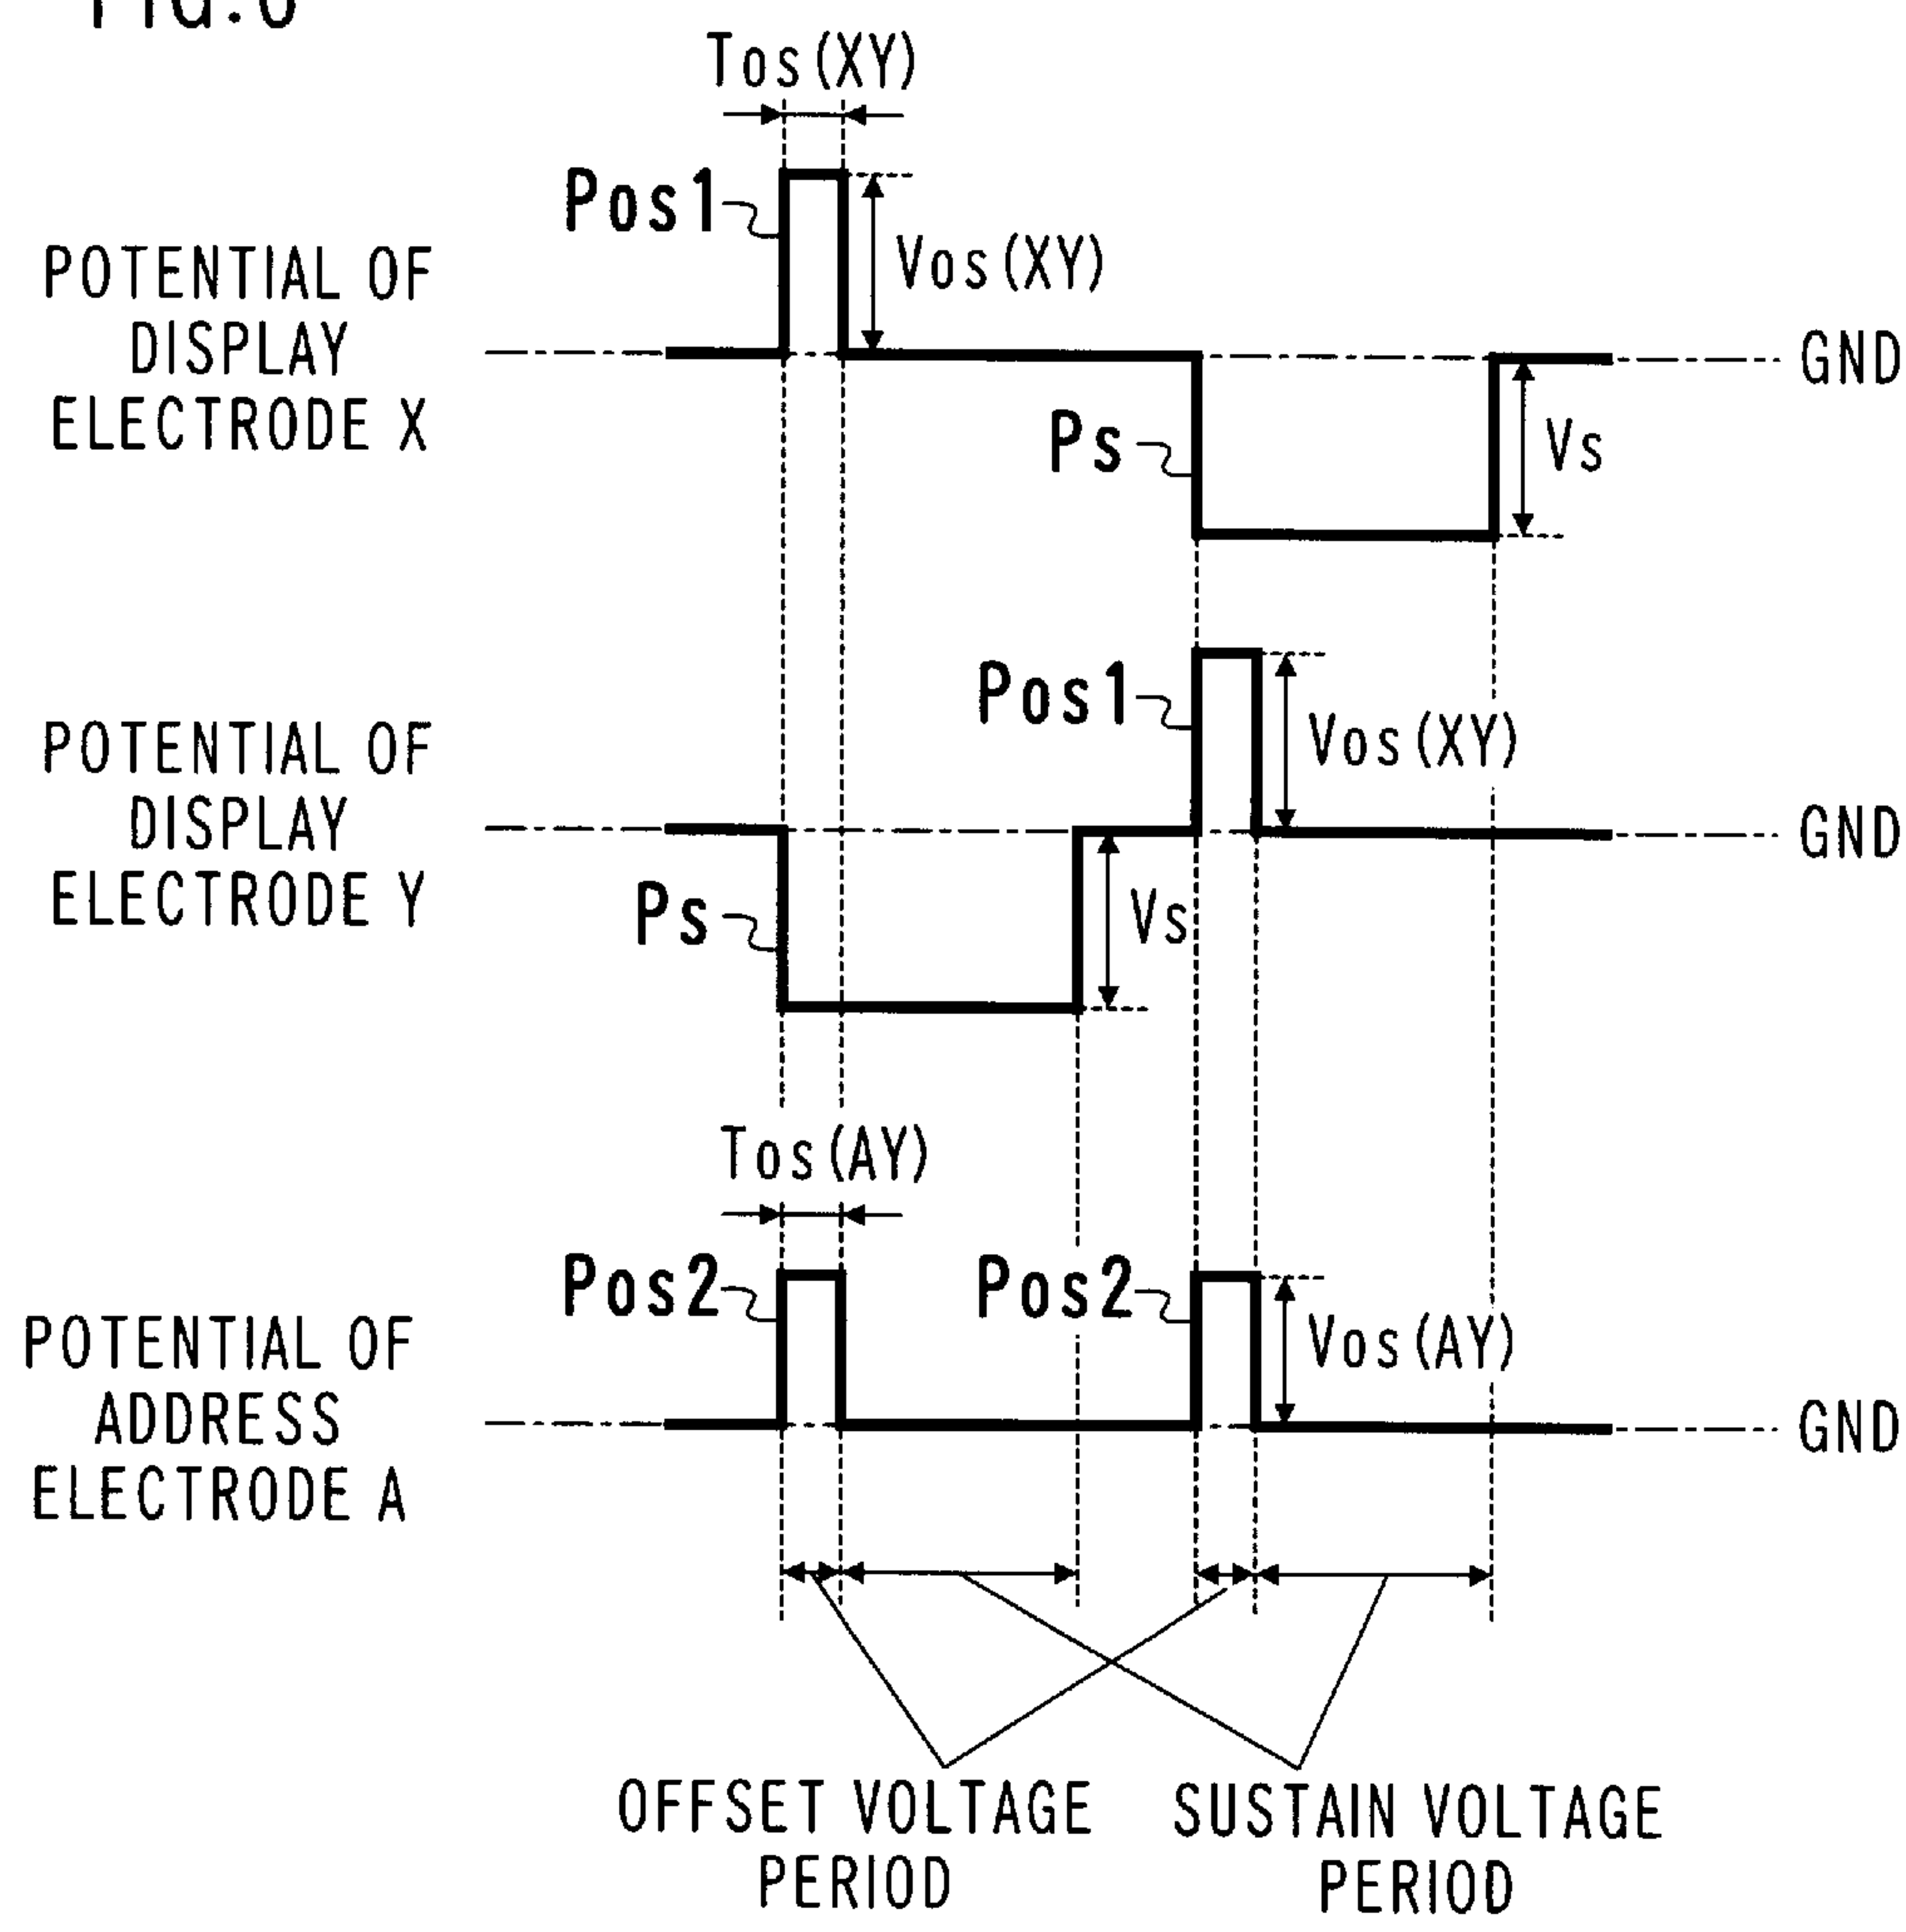 Tos(XY)
Pos1
Vos(XY)
POTENTIAL OF
DISPLAY
ELECTRODE X
GND
Ps
Vs
Pos1
Vos(XY)
POTENTIAL OF
DISPLAY
ELECTRODE Y
GND
Ps
Vs
Tos(AY)
Pos2
Pos2
Vos(AY)
POTENTIAL OF
ADDRESS
ELECTRODE A
GND
OFFSET VOLTAGE
PERIOD
SUSTAIN VOLTAGE
PERIOD